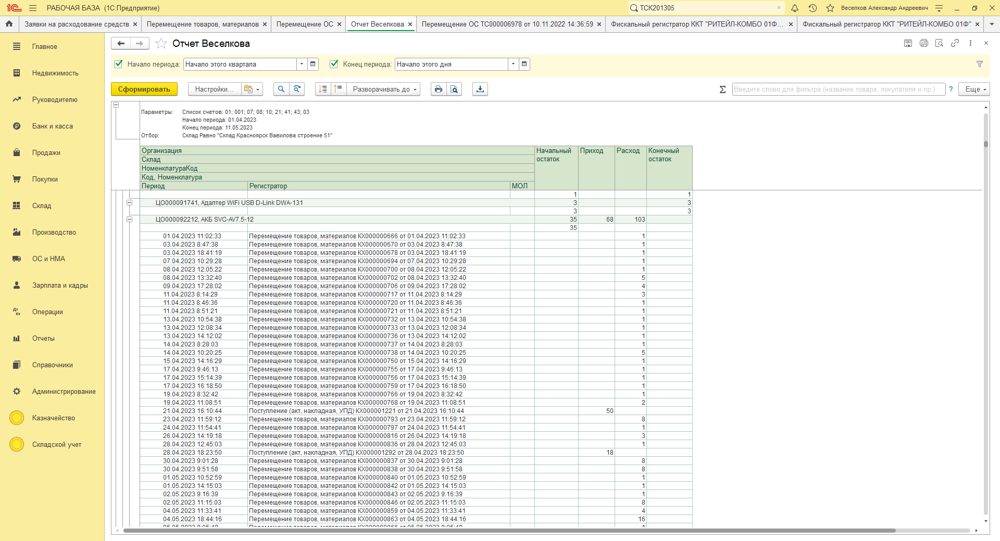 РАБОЧАЯ БАЗА (1С:Предприятие)
ТСК201305
Веселков Александр Андреевич
Заявки на расходование средств
Перемещение товаров, материалов
Перемещение ОС
Отчет Веселкова
Перемещение ОС ТС000006978 от 10.11.2022 14:36:59
Фискальный регистратор ККТ "РИТЕЙЛ-КОМБО 01Ф...
Фискальный регистратор ККТ "РИТЕЙЛ-КОМБО 01Ф"
Главное
Недвижимость
Руководителю
Банк и касса
Продажи
Покупки
Склад
Производство
ОС и НМА
Зарплата и кадры
Операции
Отчеты
Справочники
Администрирование
Казначейство
Складской учет
Отчет Веселкова
Начало периода: Начало этого квартала
Конец периода: Начало этого дня
Сформировать
Настройки...
Разворачивать до
Σ
Введите слово для фильтра (название товара, покупателя и пр.)
?
Еще
Параметры: Список счетов: 01; 001; 07; 08; 10; 21; 41; 43; 03
Начало периода: 01.04.2023
Конец периода: 11.05.2023
Отбор: Склад Равно "Склад Красноярск Вавилова строение 51"
Организация
Склад
НоменклатураКод
Код, Номенклатура
Период Регистратор МОЛ
Начальный остаток
Приход
Расход
Конечный остаток
1 1
ЦО000091741, Адаптер WiFi USB D-Link DWA-131 3 3
3 3
ЦО000092212, АКБ SVC-AV7.5-12 35 68 103
35
01.04.2023 11:02:33 Перемещение товаров, материалов КХ000000666 от 01.04.2023 11:02:33 1
03.04.2023 8:47:38 Перемещение товаров, материалов КХ000000670 от 03.04.2023 8:47:38 1
03.04.2023 18:41:19 Перемещение товаров, материалов КХ000000678 от 03.04.2023 18:41:19 1
07.04.2023 10:29:28 Перемещение товаров, материалов КХ000000694 от 07.04.2023 10:29:28 1
08.04.2023 12:05:22 Перемещение товаров, материалов КХ000000700 от 08.04.2023 12:05:22 1
08.04.2023 13:32:40 Перемещение товаров, материалов КХ000000702 от 08.04.2023 13:32:40 5
09.04.2023 17:28:02 Перемещение товаров, материалов КХ000000706 от 09.04.2023 17:28:02 4
11.04.2023 8:14:29 Перемещение товаров, материалов КХ000000717 от 11.04.2023 8:14:29 3
11.04.2023 8:46:36 Перемещение товаров, материалов КХ000000720 от 11.04.2023 8:46:36 1
11.04.2023 8:51:21 Перемещение товаров, материалов КХ000000721 от 11.04.2023 8:51:21 1
13.04.2023 10:54:38 Перемещение товаров, материалов КХ000000732 от 13.04.2023 10:54:38 1
13.04.2023 12:08:34 Перемещение товаров, материалов КХ000000733 от 13.04.2023 12:08:34 1
13.04.2023 14:12:02 Перемещение товаров, материалов КХ000000736 от 13.04.2023 14:12:02 1
14.04.2023 8:28:03 Перемещение товаров, материалов КХ000000737 от 14.04.2023 8:28:03 1
14.04.2023 10:20:25 Перемещение товаров, материалов КХ000000738 от 14.04.2023 10:20:25 5
15.04.2023 14:16:29 Перемещение товаров, материалов КХ000000750 от 15.04.2023 14:16:29 1
17.04.2023 9:46:13 Перемещение товаров, материалов КХ000000755 от 17.04.2023 9:46:13 1
17.04.2023 15:14:39 Перемещение товаров, материалов КХ000000756 от 17.04.2023 15:14:39 1
17.04.2023 16:18:50 Перемещение товаров, материалов КХ000000759 от 17.04.2023 16:18:50 1
19.04.2023 8:32:42 Перемещение товаров, материалов КХ000000766 от 19.04.2023 8:32:42 1
19.04.2023 11:08:51 Перемещение товаров, материалов КХ000000768 от 19.04.2023 11:08:51 2
21.04.2023 16:10:44 Поступление (акт, накладная, УПД) КХ000001221 от 21.04.2023 16:10:44 50
23.04.2023 11:59:12 Перемещение товаров, материалов КХ000000793 от 23.04.2023 11:59:12 8
24.04.2023 11:54:41 Перемещение товаров, материалов КХ000000797 от 24.04.2023 11:54:41 1
26.04.2023 14:19:18 Перемещение товаров, материалов КХ000000816 от 26.04.2023 14:19:18 3
28.04.2023 12:45:03 Перемещение товаров, материалов КХ000000836 от 28.04.2023 12:45:03 1
28.04.2023 18:23:50 Поступление (акт, накладная, УПД) КХ000001292 от 28.04.2023 18:23:50 18
30.04.2023 9:01:28 Перемещение товаров, материалов КХ000000837 от 30.04.2023 9:01:28 8
30.04.2023 9:51:58 Перемещение товаров, материалов КХ000000838 от 30.04.2023 9:51:58 8
01.05.2023 10:52:59 Перемещение товаров, материалов КХ000000840 от 01.05.2023 10:52:59 1
01.05.2023 14:15:03 Перемещение товаров, материалов КХ000000842 от 01.05.2023 14:15:03 1
02.05.2023 9:16:39 Перемещение товаров, материалов КХ000000843 от 02.05.2023 9:16:39 1
02.05.2023 11:15:03 Перемещение товаров, материалов КХ000000846 от 02.05.2023 11:15:03 8
04.05.2023 11:33:41 Перемещение товаров, материалов КХ000000859 от 04.05.2023 11:33:41 4
04.05.2023 18:44:16 Перемещение товаров, материалов КХ000000863 от 04.05.2023 18:44:16 16